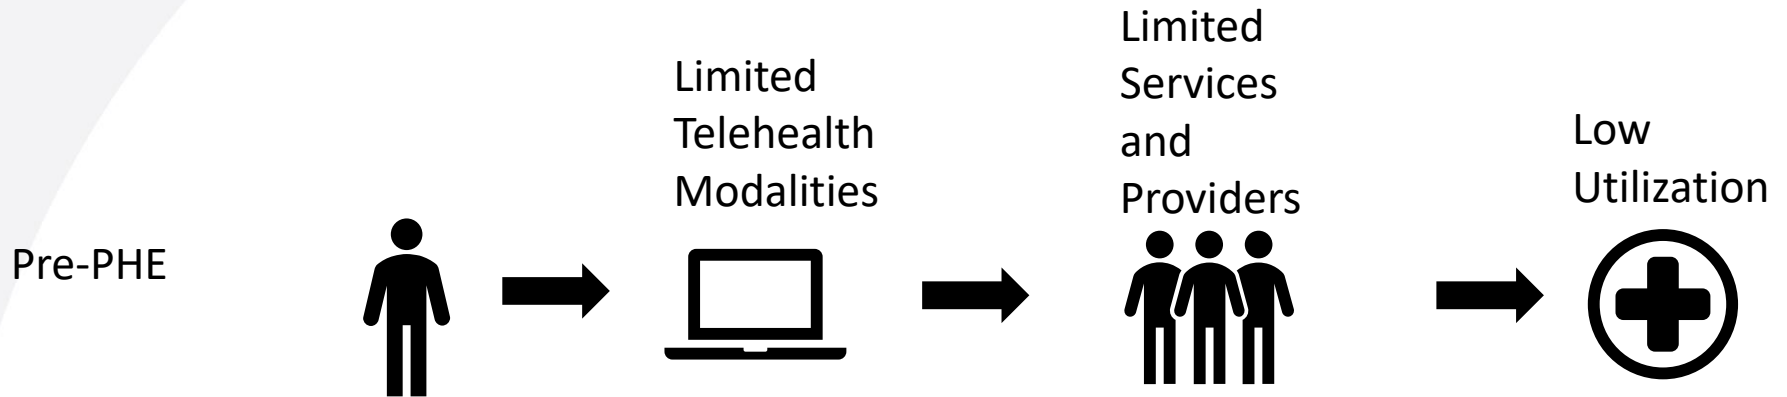 Pre-PHE
Limited
Telehealth
Modalities
Limited
Services
and
Providers
Low
Utilization